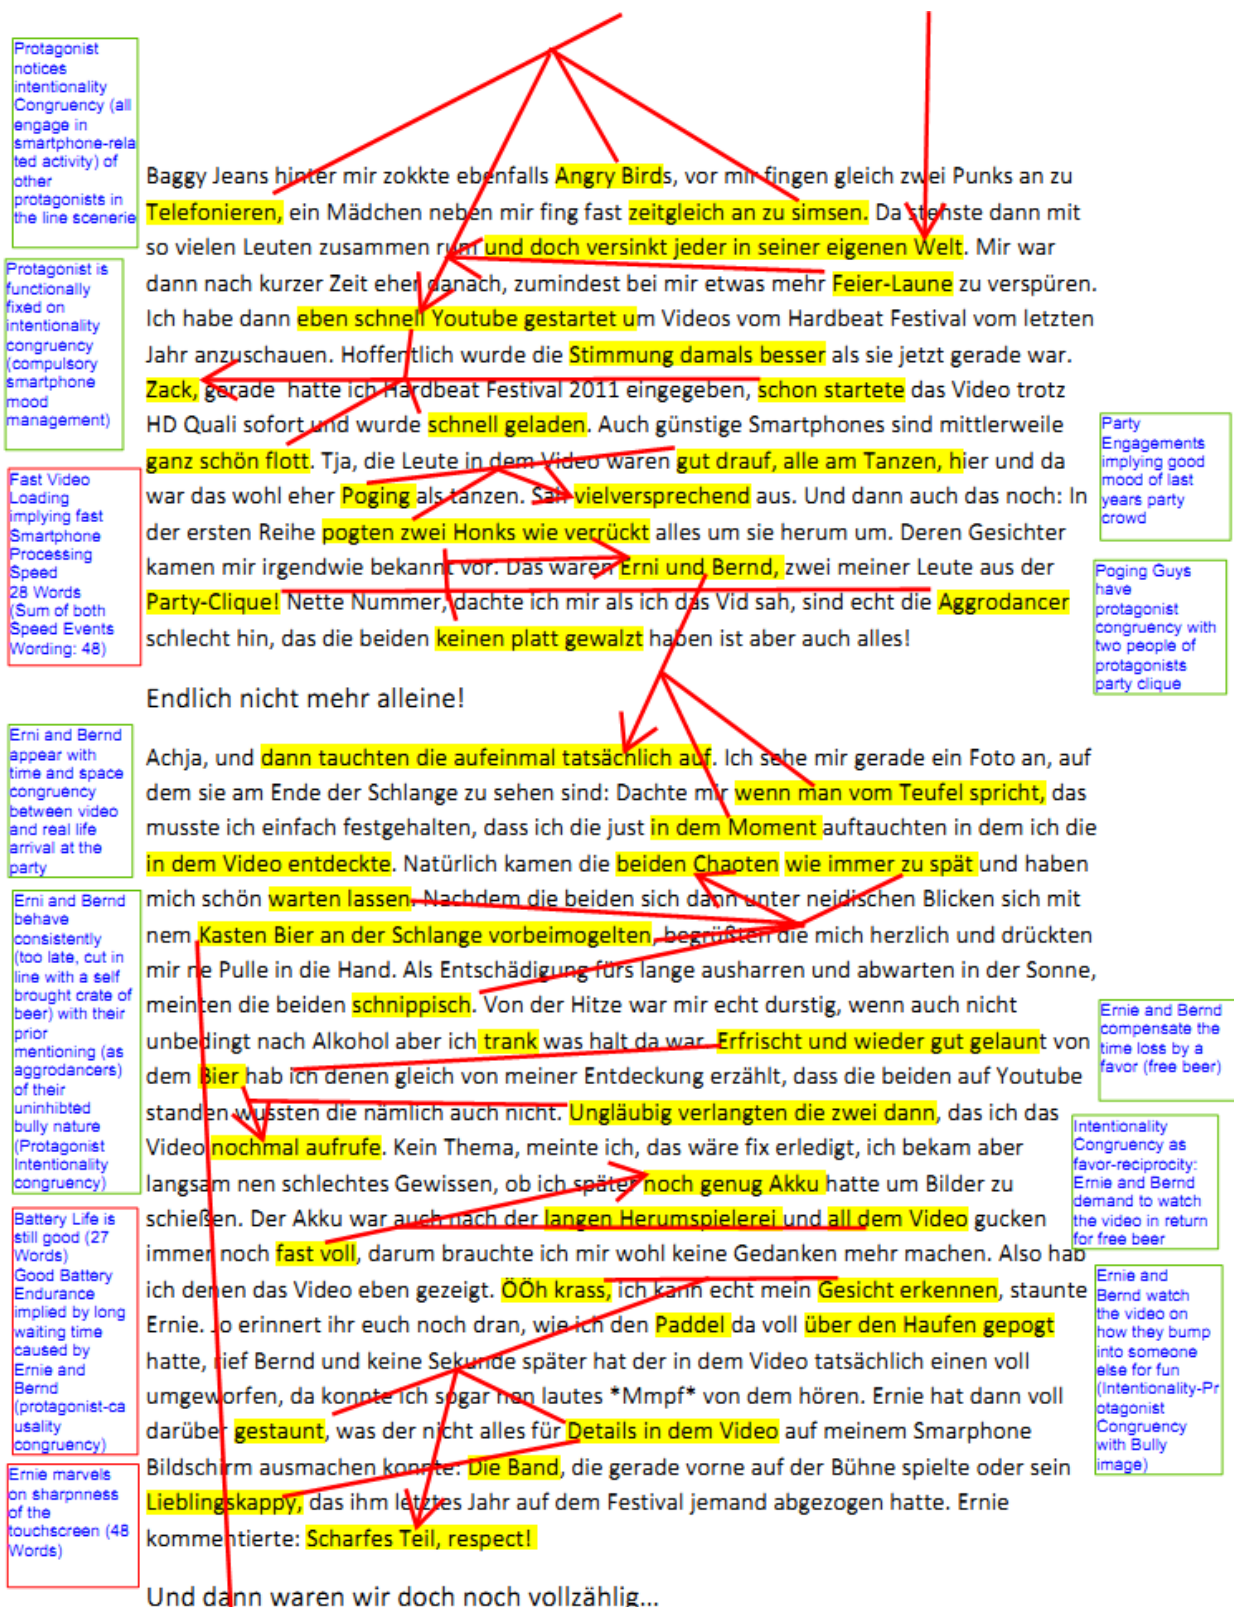 Protagonist
notices
intentionality
Congruency (all
engage in
smartphone-rela
ted activity) of
other
protagonists in
the line scenerie
Baggy Jeans hinter mir zokkte ebenfalls Angry Birds, vor mir fingen gleich zwei Punks an zu
Telefonieren, ein Mädchen neben mir fing fast zeitgleich an zu simsen. Da stehste dann mit
so vielen Leuten zusammen rum und doch versinkt jeder in seiner eigenen Welt. Mir war
dann nach kurzer Zeit eher danach, zumindest bei mir etwas mehr Feier-Laune zu verspüren.
Ich habe dann eben schnell Youtube gestartet um Videos vom Hardbeat Festival vom letzten
Jahr anzuschauen. Hoffentlich wurde die Stimmung damals besser als sie jetzt gerade war.
Zack, gerade hatte ich Hardbeat Festival 2011 eingegeben, schon startete das Video trotz
HD Quali sofort und wurde schnell geladen. Auch günstige Smartphones sind mittlerweile
ganz schön flott. Tja, die Leute in dem Video waren gut drauf, alle am Tanzen, hier und da
war das wohl eher Poging als tanzen. Sah vielversprechend aus. Und dann auch das noch: In
der ersten Reihe pogten zwei Honks wie verrückt alles um sie herum um. Deren Gesichter
kamen mir irgendwie bekannt vor. Das waren Erni und Bernd, zwei meiner Leute aus der
Party-Clique! Nette Nummer, dachte ich mir als ich das Vid sah, sind echt die Aggrodancer
schlecht hin, das die beiden keinen platt gewalzt haben ist aber auch alles!
Protagonist is
functionally
fixed on
intentionality
congruency
(compulsory
smartphone
mood
management)
Fast Video
Loading
implying fast
Smartphone
Processing
Speed
28 Words
(Sum of both
Speed Events
Wording: 48)
Party
Engagements
implying good
mood of last
years party
crowd
Poging Guys
have
protagonist
congruency with
two people of
protagonists
party clique
Endlich nicht mehr alleine!
Achja, und dann tauchten die aufeinmal tatsächlich auf. Ich sehe mir gerade ein Foto an, auf
dem sie am Ende der Schlange zu sehen sind: Dachte mir wenn man vom Teufel spricht, das
musste ich einfach festgehalten, dass ich die just in dem Moment auftauchten in dem ich die
in dem Video entdeckte. Natürlich kamen die beiden Chaoten wie immer zu spät und haben
mich schön warten lassen. Nachdem die beiden sich dann unter neidischen Blicken sich mit
nem Kasten Bier an der Schlange vorbeimogelten, begrüßten die mich herzlich und drückten
mir ne Pulle in die Hand. Als Entschädigung fürs lange ausharren und abwarten in der Sonne,
meinten die beiden schnippisch. Von der Hitze war mir echt durstig, wenn auch nicht
unbedingt nach Alkohol aber ich trank was halt da war. Erfrischt und wieder gut gelaunt von
dem Bier hab ich denen gleich von meiner Entdeckung erzählt, dass die beiden auf Youtube
standen wussten die nämlich auch nicht. Ungläubig verlangten die zwei dann, das ich das
Video nochmal aufrufe. Kein Thema, meinte ich, das wäre fix erledigt, ich bekam aber
langsam nen schlechtes Gewissen, ob ich später noch genug Akku hatte um Bilder zu
schießen. Der Akku war auch nach der langen Herumspielerei und all dem Video gucken
immer noch fast voll, darum brauchte ich mir wohl keine Gedanken mehr machen. Also hab
ich denen das Video eben gezeigt. ÖÖh krass, ich kann echt mein Gesicht erkennen, staunte
Ernie. Jo erinnert ihr euch noch dran, wie ich den Paddel da voll über den Haufen gepogt
hatte, rief Bernd und keine Sekunde später hat der in dem Video tatsächlich einen voll
umgeworfen, da konnte ich sogar nen lautes *Mmpf* von dem hören. Ernie hat dann voll
darüber gestaunt, was der nicht alles für Details in dem Video auf meinem Smarphone
Bildschirm ausmachen konnte. Die Band, die gerade vorne auf der Bühne spielte oder sein
Lieblingskappy, das ihm letztes Jahr auf dem Festival jemand abgezogen hatte. Ernie
kommentierte: Scharfes Teil, respect!
Erni and Bernd
appear with
time and space
congruency
between video
and real life
arrival at the
party
Erni and Bernd
behave
consistently
(too late, cut in
line with a self
brought crate of
beer) with their
prior
mentioning (as
aggrodancers)
of their
uninhibted
bully nature
(Protagonist
Intentionality
congruency)
Battery Life is
still good (27
Words)
Good Battery
Endurance
implied by long
waiting time
caused by
Ernie and
Bernd
(protagonist-ca
usality
congruency)
Ernie marvels
on sharpnness
of the
touchscreen (48
Words)
Ernie and Bernd
compensate the
time loss by a
favor (free beer)
Intentionality
Congruency as
favor-reciprocity:
Ernie and Bernd
demand to watch
the video in return
for free beer
Ernie and
Bernd watch
the video on
how they bump
into someone
else for fun
(Intentionality-Pr
otagonist
Congruency
with Bully
image)
Und dann waren wir doch noch vollzählig...